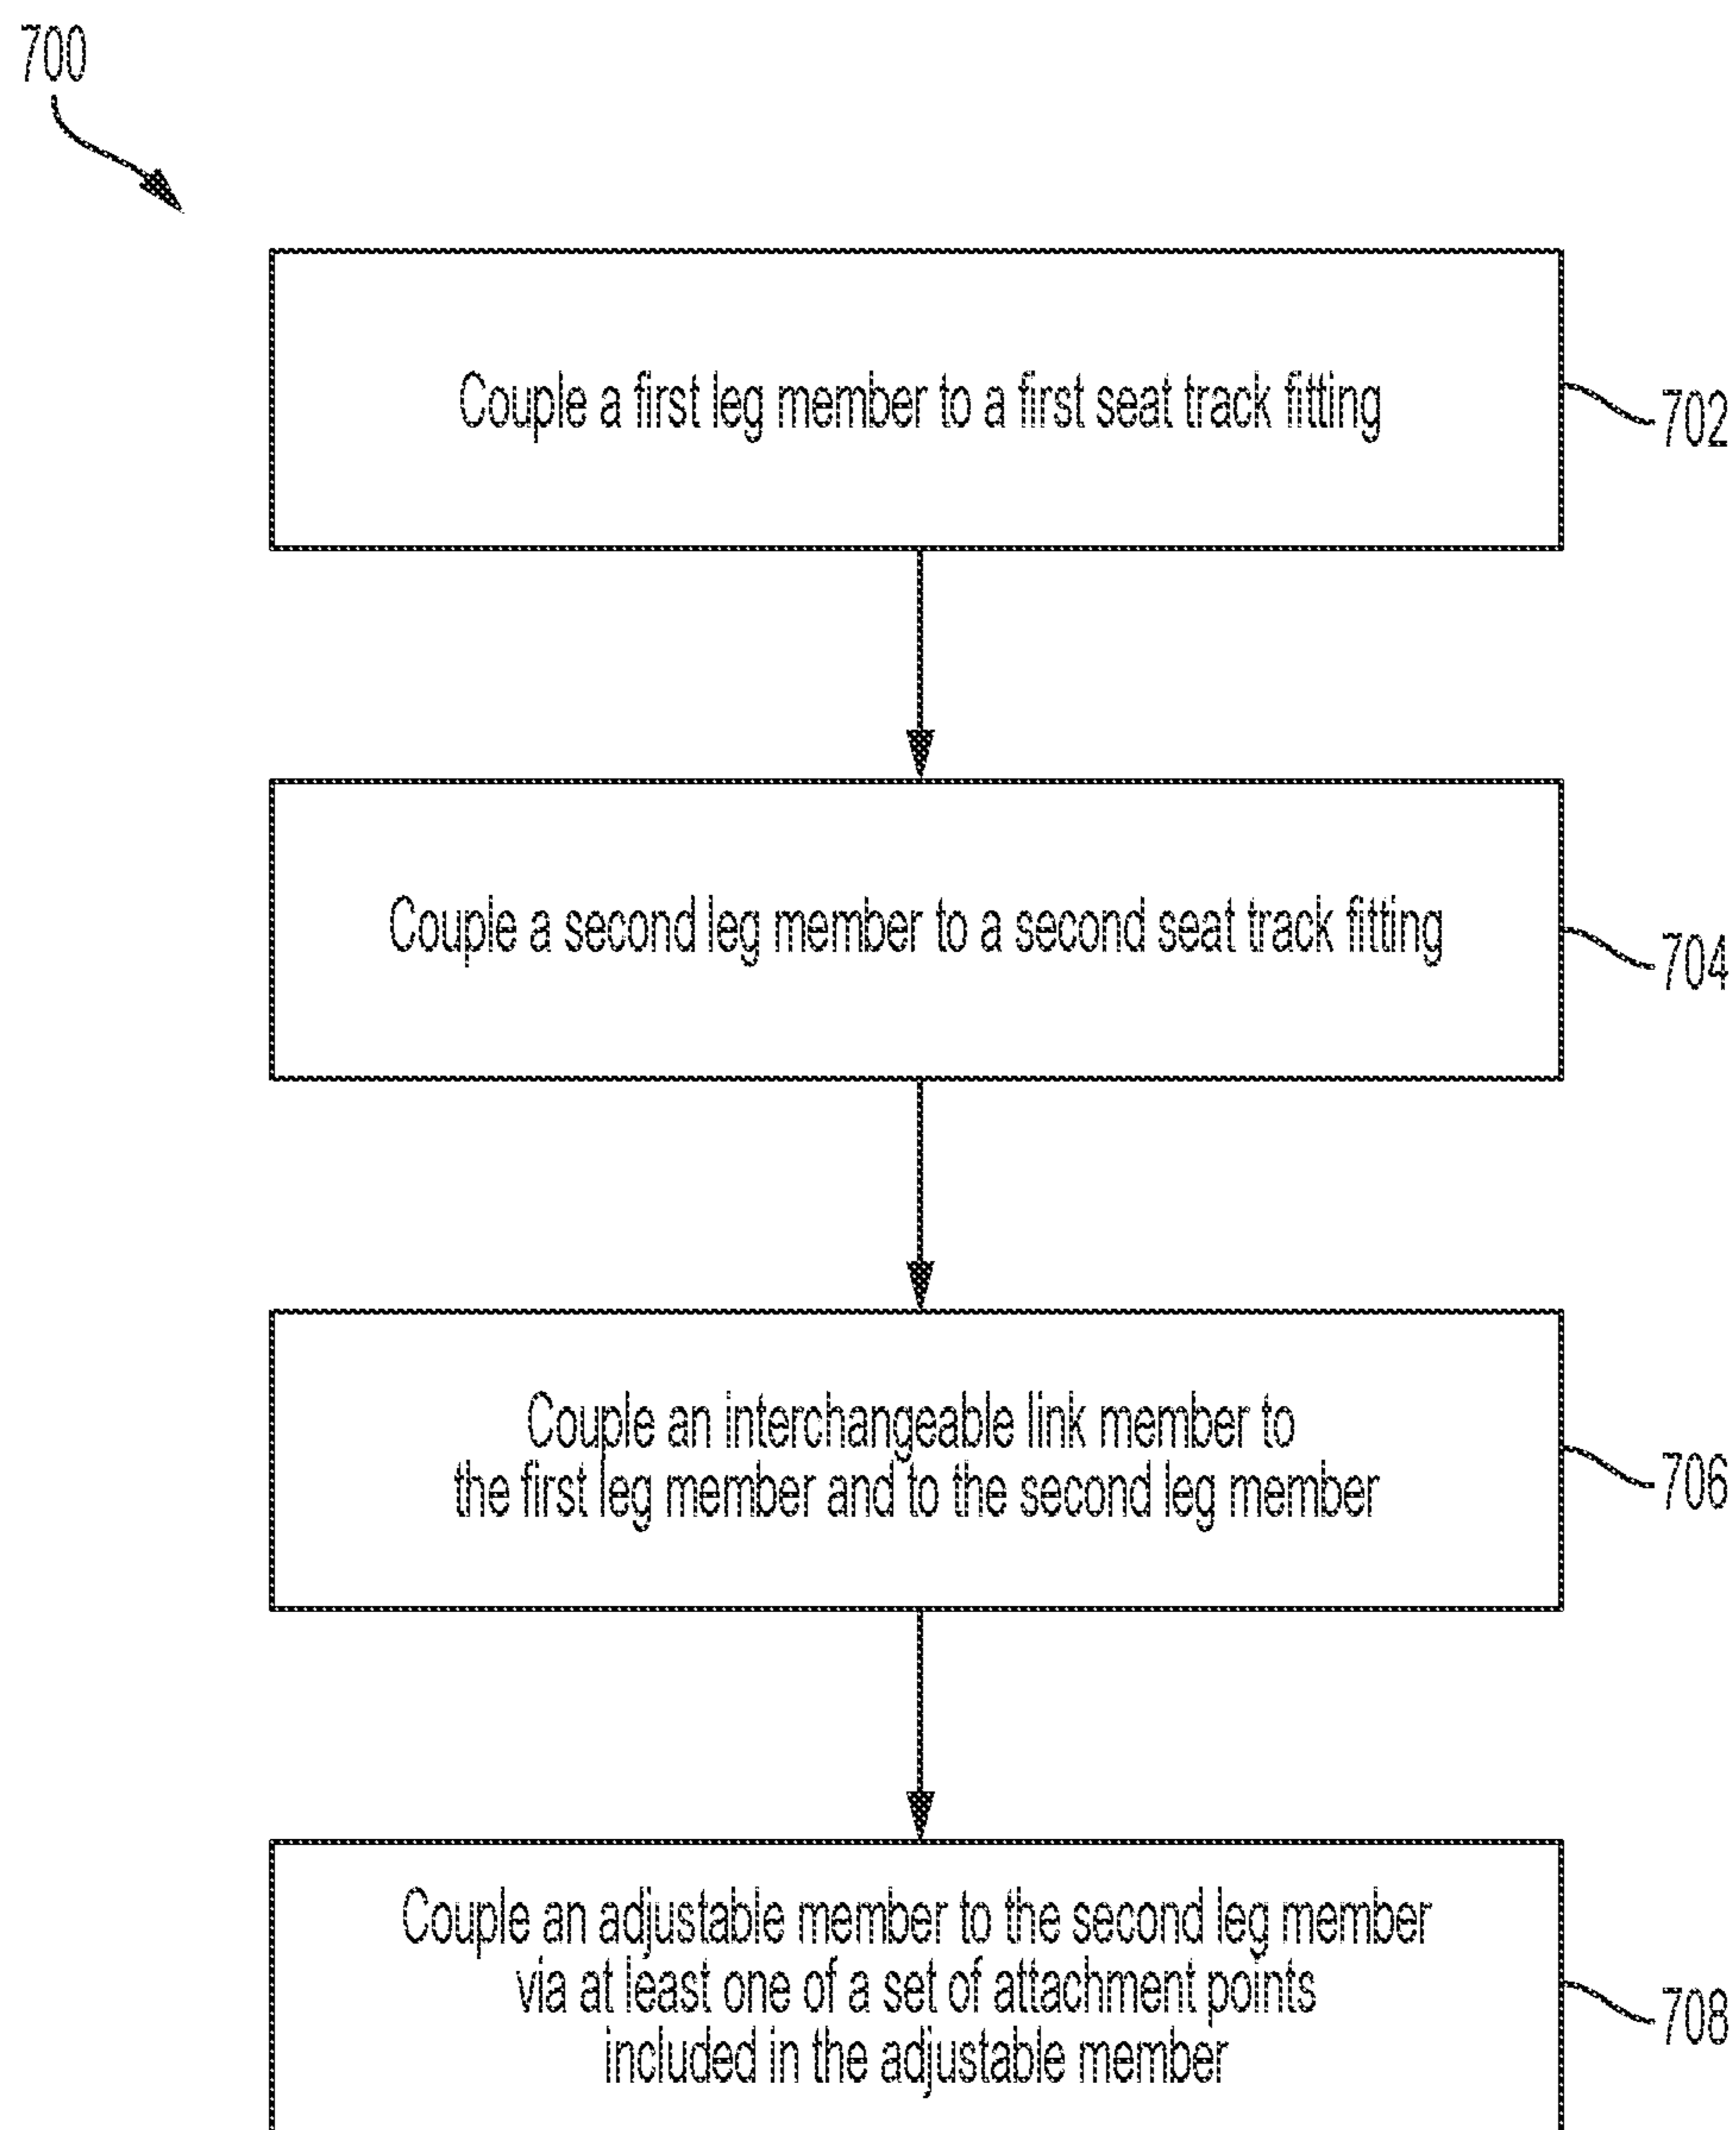 700
Couple a first leg member to a first seat track fitting
702
Couple a second leg member to a second seat track fitting
704
Couple an interchangeable link member to
the first leg member and to the second leg member
706
Couple an adjustable member to the second leg member
via at least one of a set of attachment points
included in the adjustable member
708